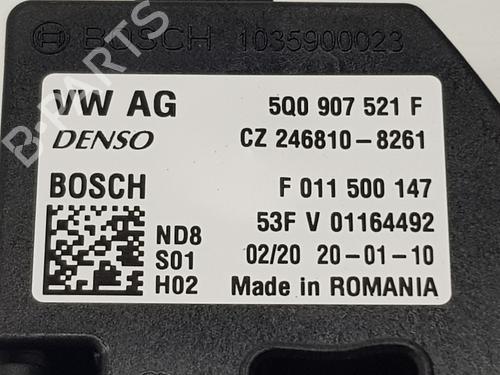 BOSCH 1035900023
VW AG 5Q0 907 521 F
DENSO CZ 246810-8261
BOSCH F 011 500 147
53F V 01164492
ND8
S01 02/20 20-01-10
H02 Made in ROMANIA
B-PARTS